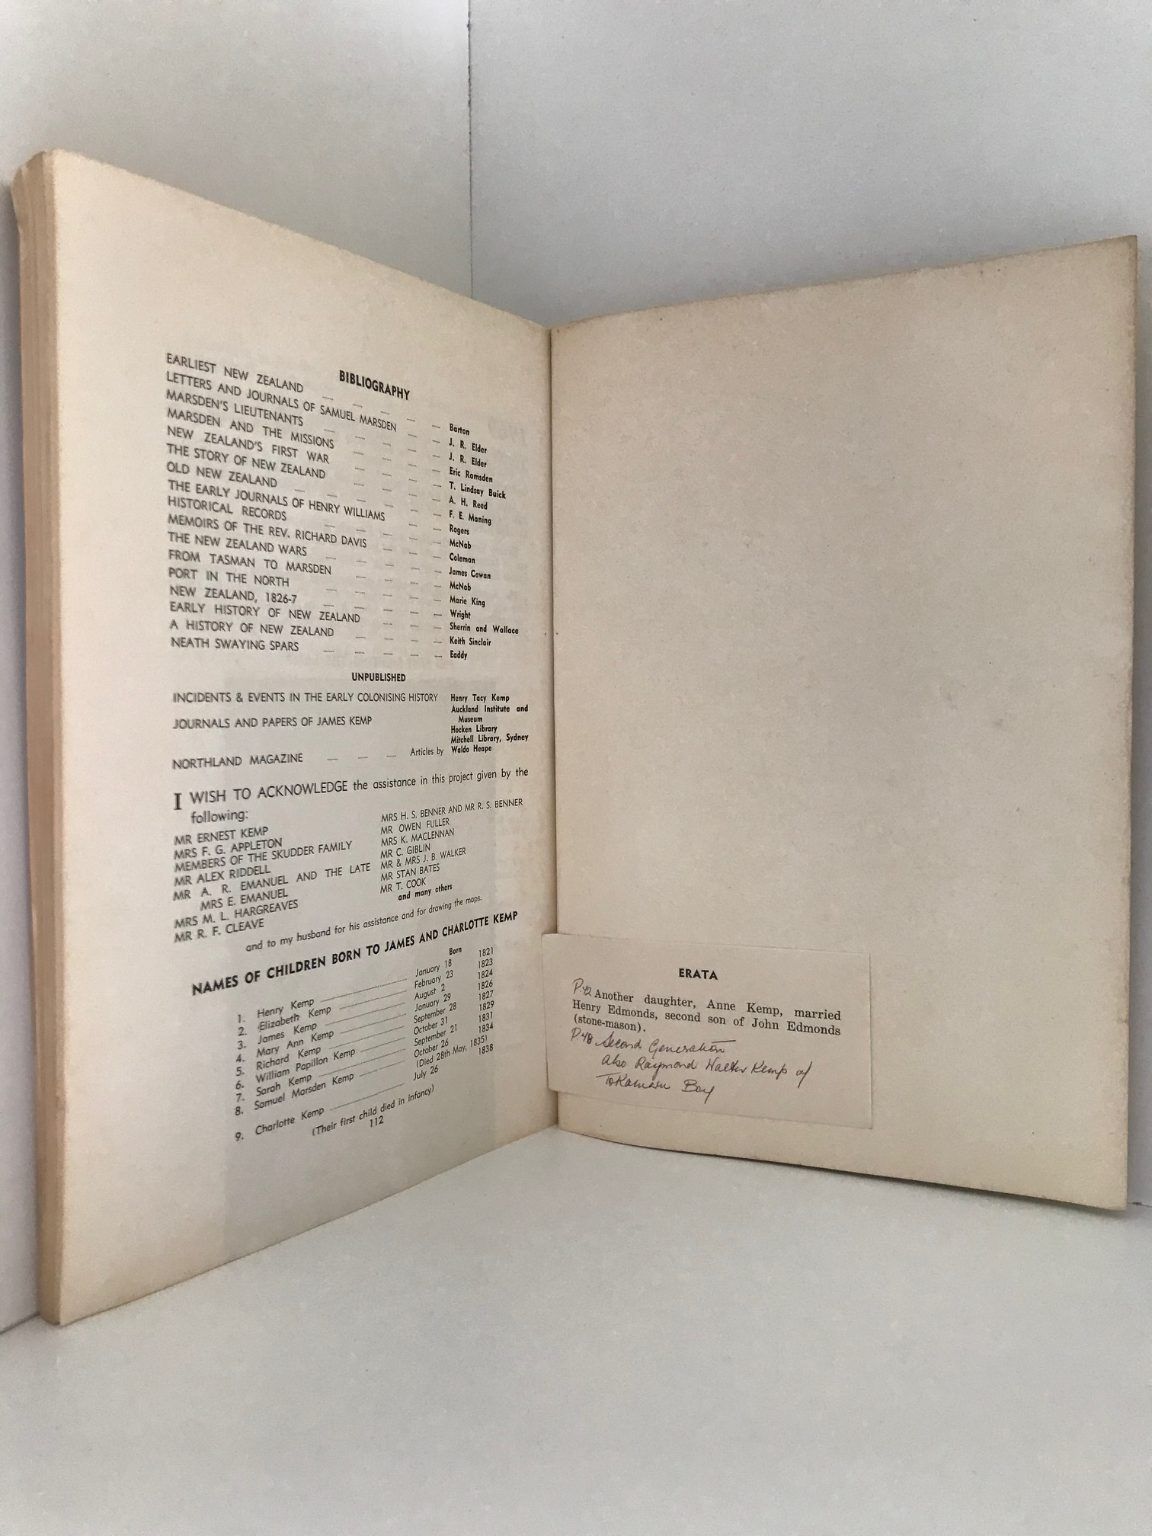 BIBLIOGRAPHY
EARLIEST NEW ZEALAND — — — — — Barton
LETTERS AND JOURNALS OF SAMUEL MARSDEN — — J. R. Elder
MARSDEN'S LIEUTENANTS — — — — — J. R. Elder
MARSDEN AND THE MISSIONS — — — — Eric Ramsden
NEW ZEALAND'S FIRST WAR — — — — T. Lindsay Buick
THE STORY OF NEW ZEALAND — — — — A. H. Reed
OLD NEW ZEALAND — — — — — — F. E. Maning
THE EARLY JOURNALS OF HENRY WILLIAMS — — Rogers
HISTORICAL RECORDS — — — — — McNab
MEMOIRS OF THE REV. RICHARD DAVIS — — — Coleman
THE NEW ZEALAND WARS — — — — — James Cowan
FROM TASMAN TO MARSDEN — — — — McNab
PORT IN THE NORTH — — — — — Marie King
NEW ZEALAND, 1826-7 — — — — — Wright
EARLY HISTORY OF NEW ZEALAND — — — Sherrin and Wallace
A HISTORY OF NEW ZEALAND — — — — Keith Sinclair
NEATH SWAYING SPARS — — — — — Eaddy
UNPUBLISHED
INCIDENTS & EVENTS IN THE EARLY COLONISING HISTORY Henry Tacy Kemp
JOURNALS AND PAPERS OF JAMES KEMP Auckland Institute and
Museum
Hocken Library
Mitchell Library, Sydney
NORTHLAND MAGAZINE — — — Articles by Waldo Heape
I WISH TO ACKNOWLEDGE the assistance in this project given by the
following:
MR ERNEST KEMP
MRS F. G. APPLETON
MEMBERS OF THE SKUDDER FAMILY
MR ALEX RIDDELL
MR A. R. EMANUEL AND THE LATE
MRS E. EMANUEL
MRS M. L. HARGREAVES
MR R. F. CLEAVE
MRS H. S. BENNER AND MR R. S. BENNER
MR OWEN FULLER
MRS K. MACLENNAN
MR C. GIBLIN
MR & MRS J. B. WALKER
MR STAN BATES
MR T. COOK
and many others
and to my husband for his assistance and for drawing the maps.
NAMES OF CHILDREN BORN TO JAMES AND CHARLOTTE KEMP
Born
1. Henry Kemp January 18 1821
2. Elizabeth Kemp February 23 1823
3. James Kemp August 2 1824
4. Mary Ann Kemp January 29 1826
5. Richard Kemp September 28 1827
6. William Papillon Kemp October 31 1829
7. Sarah Kemp September 21 1831
8. Samuel Marsden Kemp October 26 1834
(Died 28th May, 1835)
9. Charlotte Kemp July 26 1838
(Their first child died in Infancy)
112
ERATA
P42 Another daughter, Anne Kemp, married
Henry Edmonds, second son of John Edmonds
(stone-mason).
P48 Second Generation
also Raymond Walter Kemp of
Tokamaru Bay